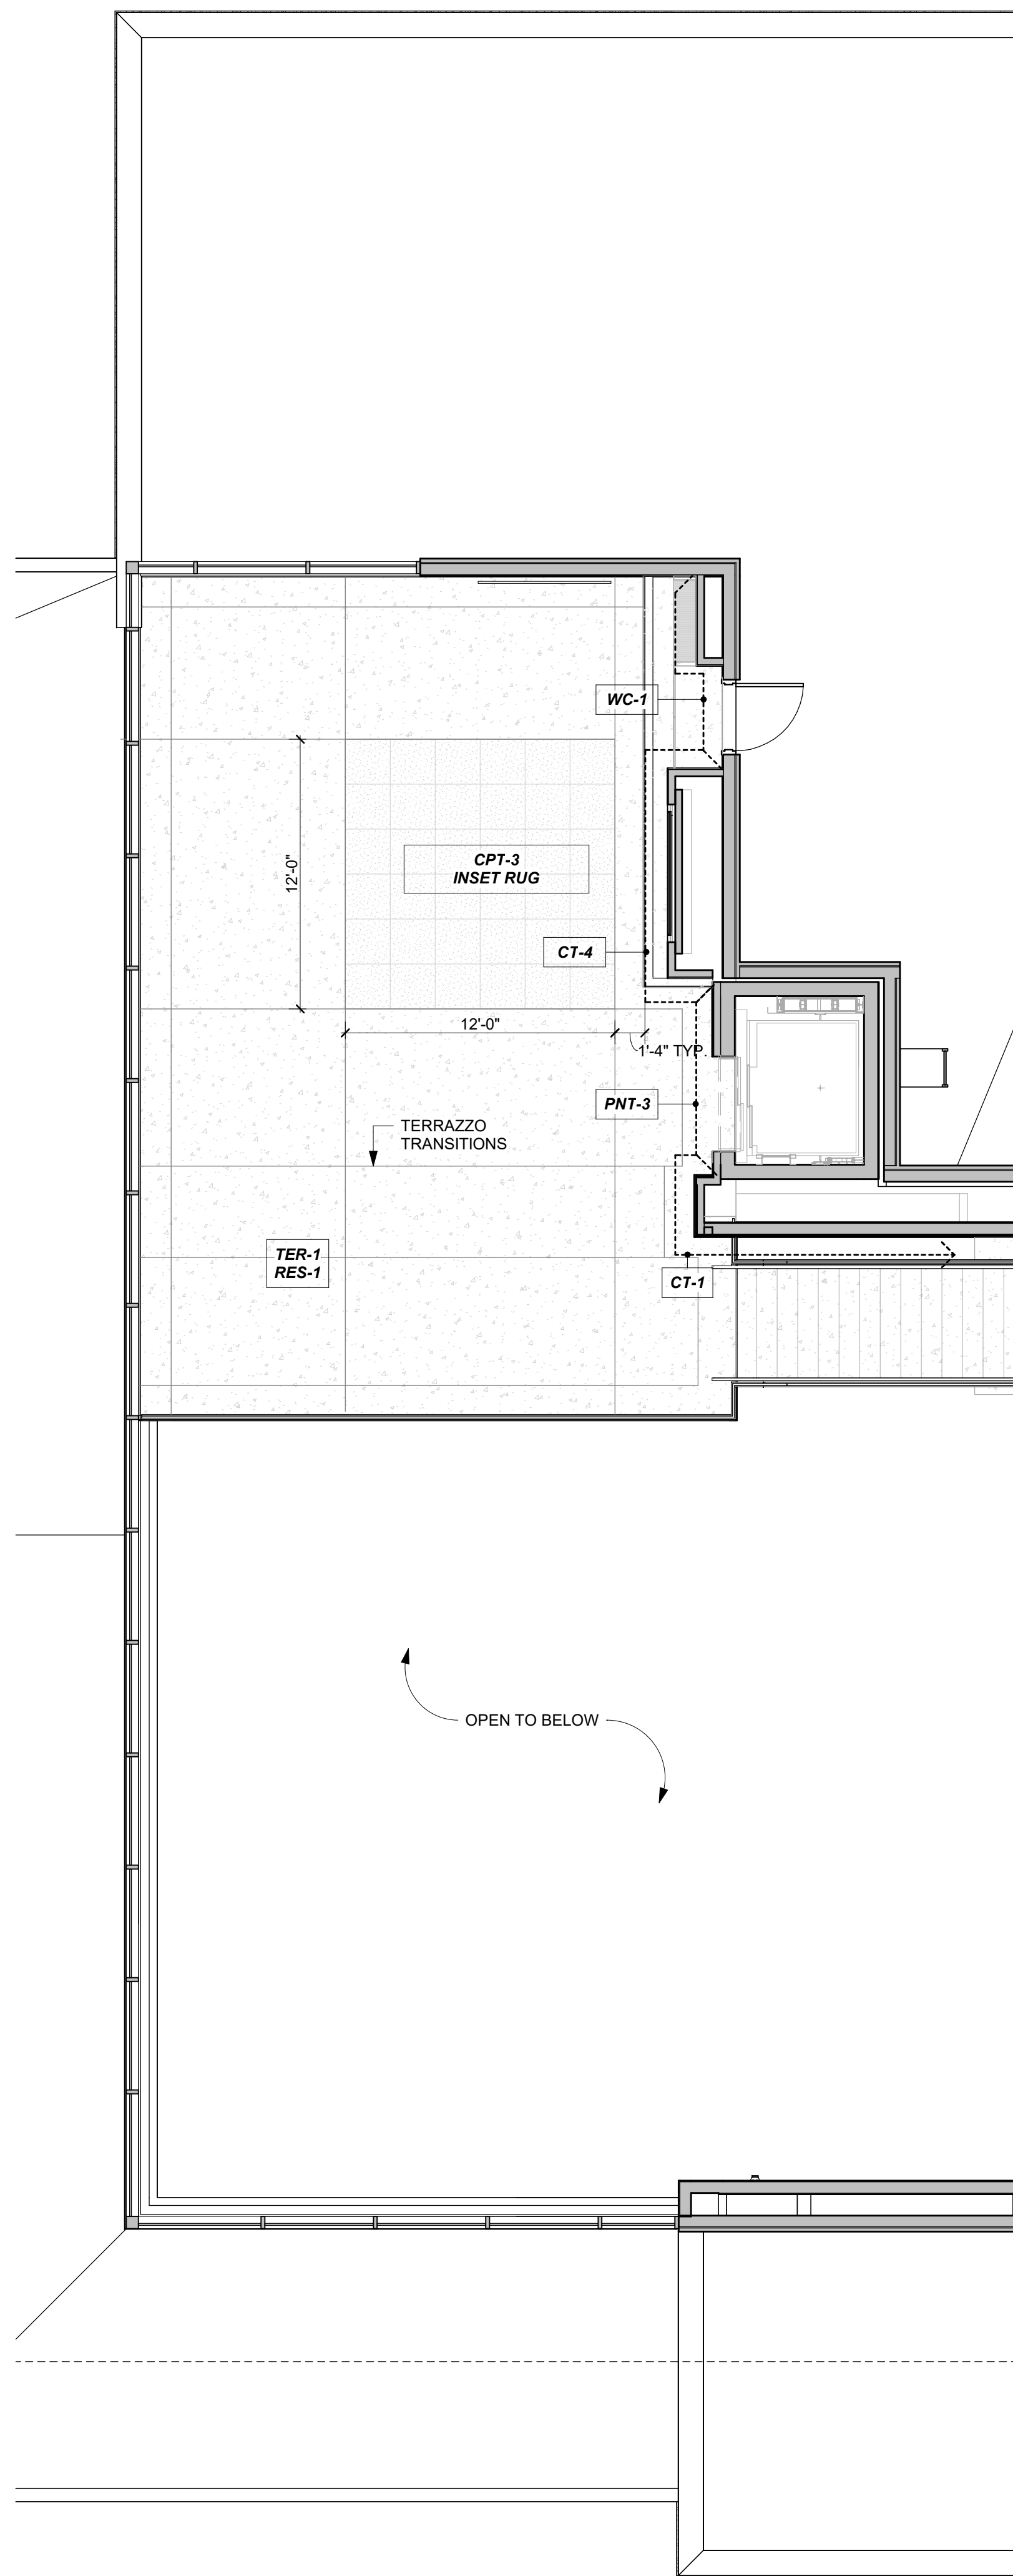 WC-1
12'-0"
CPT-3
INSET RUG
CT-4
12'-0"
1'-4" TYP.
PNT-3
TERRAZZO
TRANSITIONS
TER-1
RES-1
CT-1
OPEN TO BELOW